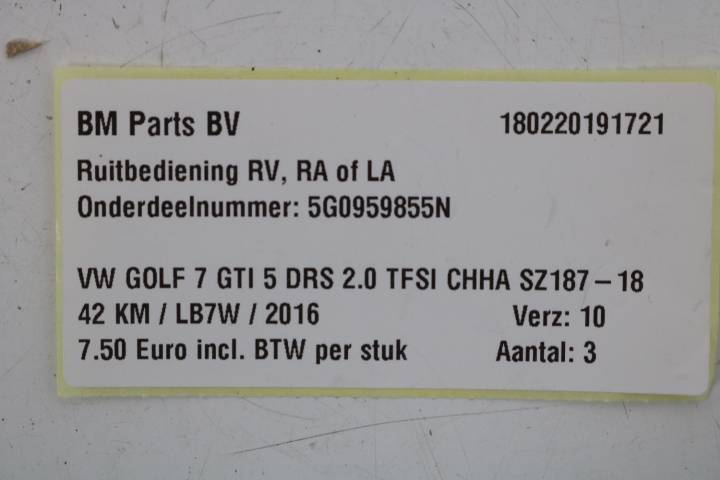 BM Parts BV 180220191721
Ruitbediening RV, RA of LA
Onderdeelnummer: 5G0959855N
VW GOLF 7 GTI 5 DRS 2.0 TFSI CHHA SZ187 – 18
42 KM / LB7W / 2016 Verz: 10
7.50 Euro incl. BTW per stuk Aantal: 3